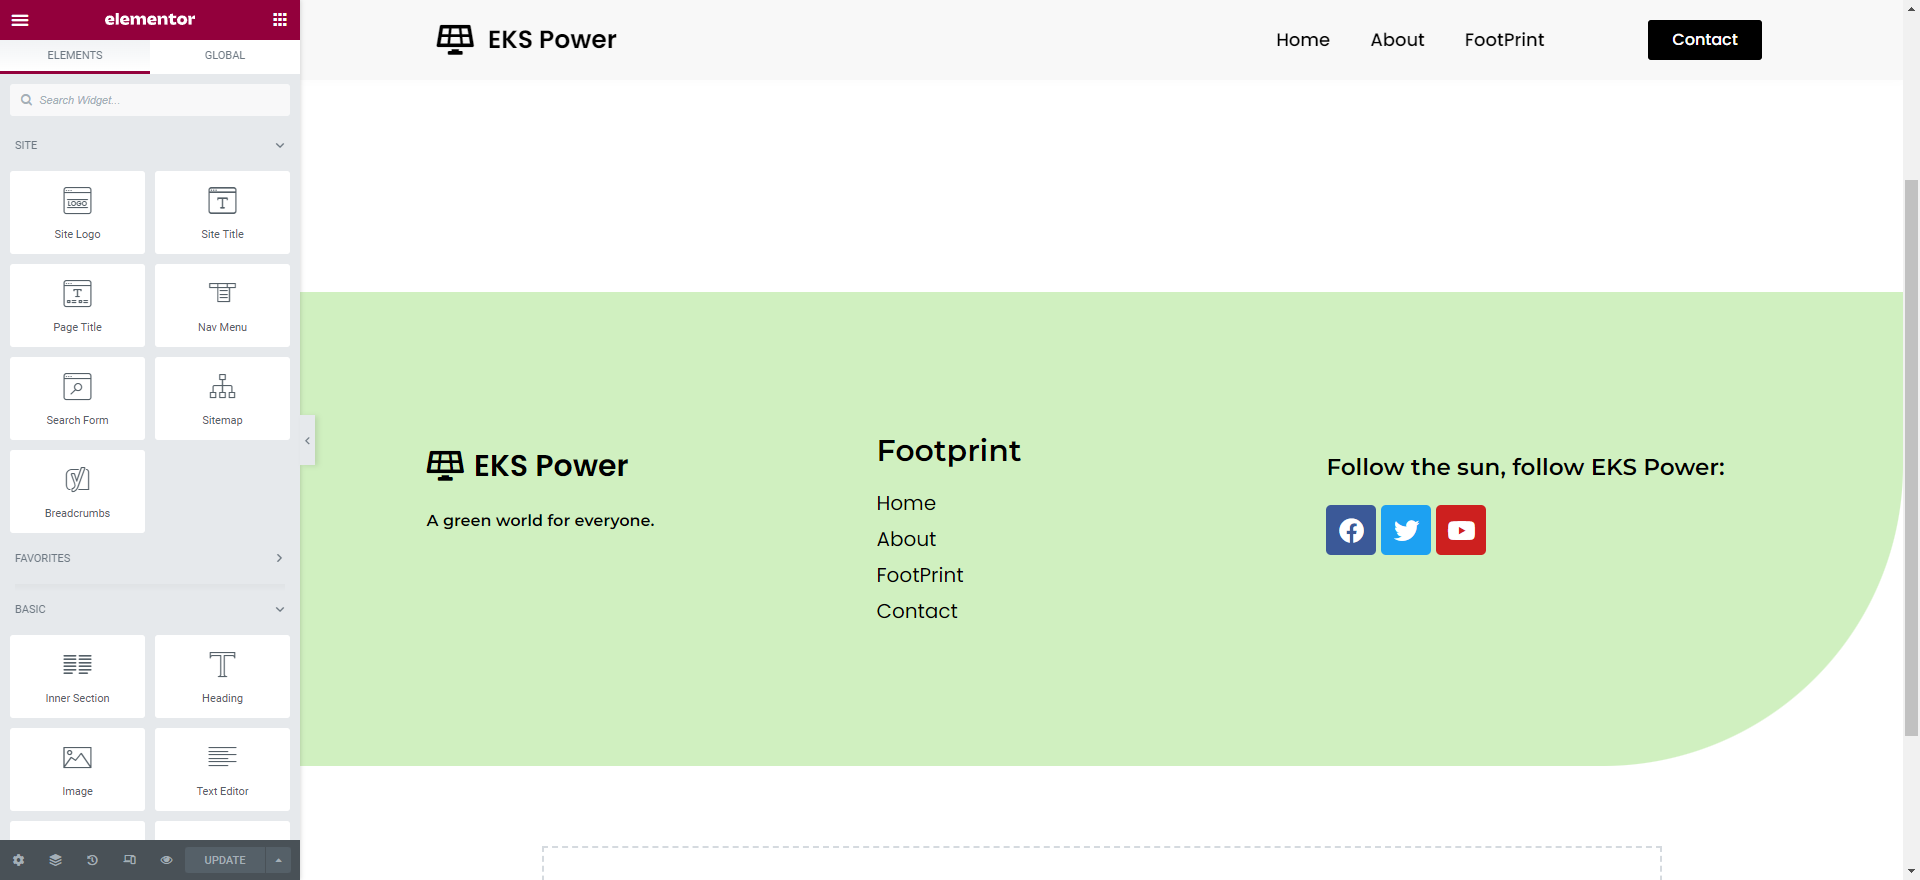 elementor
ELEMENTS
GLOBAL
Search Widget...
SITE
LOGO
Site Logo
T
Site Title
T
Page Title
Nav Menu
Search Form
Sitemap
Breadcrumbs
FAVORITES
BASIC
Inner Section
Heading
Image
Text Editor
UPDATE
EKS Power
Home
About
FootPrint
Contact
EKS Power
A green world for everyone.
Footprint
Home
About
FootPrint
Contact
Follow the sun, follow EKS Power: